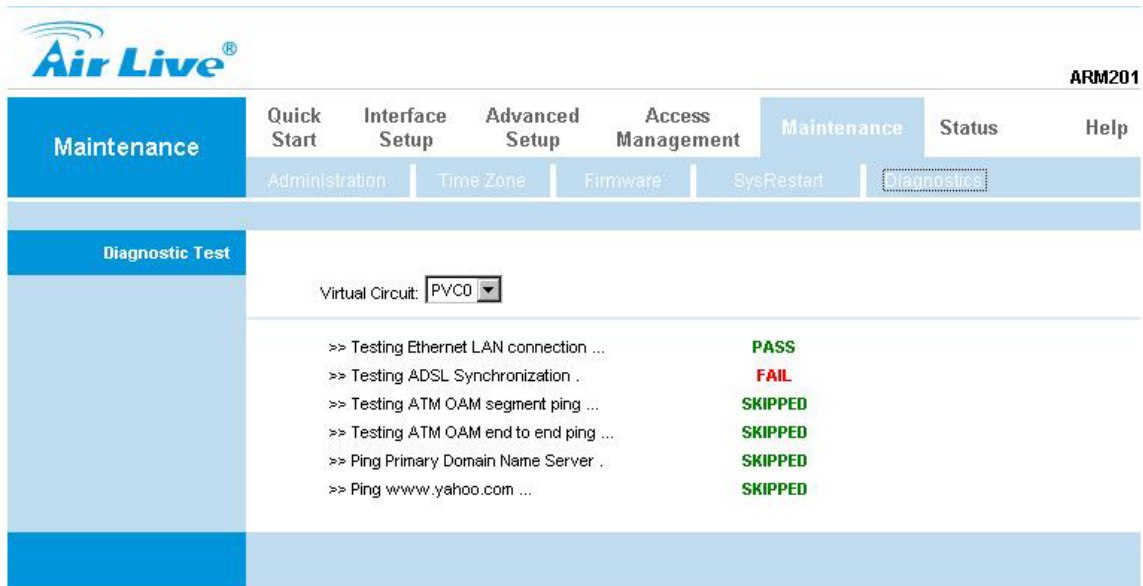 Air Live®
ARM201
Maintenance
Quick Start
Interface Setup
Advanced Setup
Access Management
Maintenance
Status
Help
Administration
Time Zone
Firmware
SysRestart
Diagnostics
Diagnostic Test
Virtual Circuit: PVC0
>> Testing Ethernet LAN connection ... PASS
>> Testing ADSL Synchronization . FAIL
>> Testing ATM OAM segment ping ... SKIPPED
>> Testing ATM OAM end to end ping ... SKIPPED
>> Ping Primary Domain Name Server . SKIPPED
>> Ping www.yahoo.com ... SKIPPED